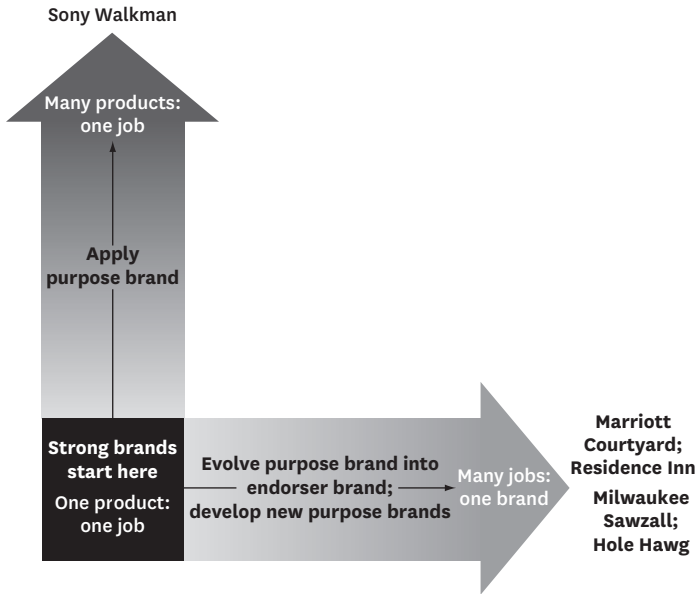 Sony Walkman
Many products:
one job
Apply
purpose brand
Strong brands
start here
One product:
one job
Evolve purpose brand into
endorser brand;
develop new purpose brands
Many jobs:
one brand
Marriott
Courtyard;
Residence Inn
Milwaukee
Sawzall;
Hole Hawg